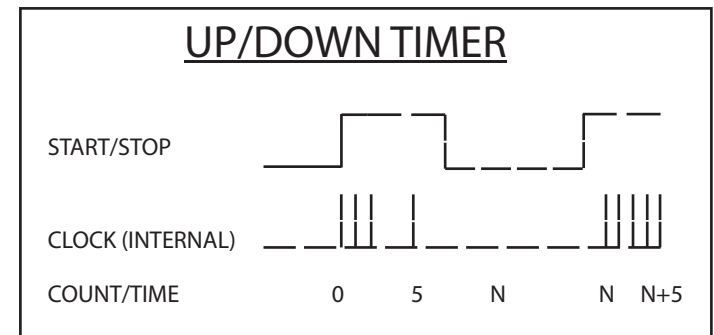 UP/DOWN TIMER
START/STOP
CLOCK (INTERNAL)
COUNT/TIME 0 5 N N N+5